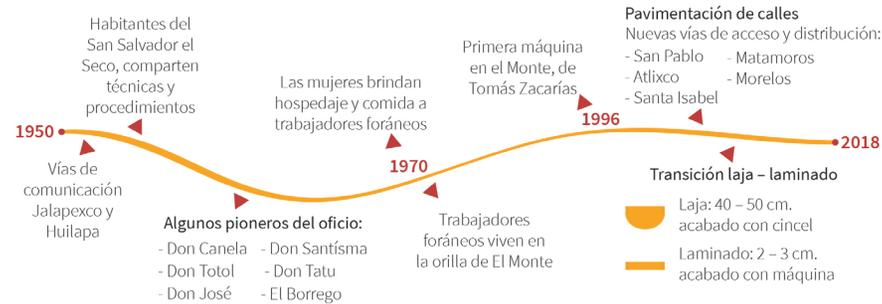 1950
Habitantes del
San Salvador el
Seco, comparten
técnicas y
procedimientos
Vías de
comunicación
Jalapexco y
Huilapa
Algunos pioneros del oficio:
- Don Canela - Don Santísma
- Don Totol - Don Tatu
- Don José - El Borrego
Las mujeres brindan
hospedaje y comida a
trabajadores foráneos
1970
Trabajadores
foráneos viven en
la orilla de El Monte
Primera máquina
en el Monte, de
Tomás Zacarías
1996
Pavimentación de calles
Nuevas vías de acceso y distribución:
- San Pablo - Matamoros
- Atlixco - Morelos
- Santa Isabel
2018
Transición laja – laminado
Laja: 40 – 50 cm.
acabado con cincel
Laminado: 2 – 3 cm.
acabado con máquina